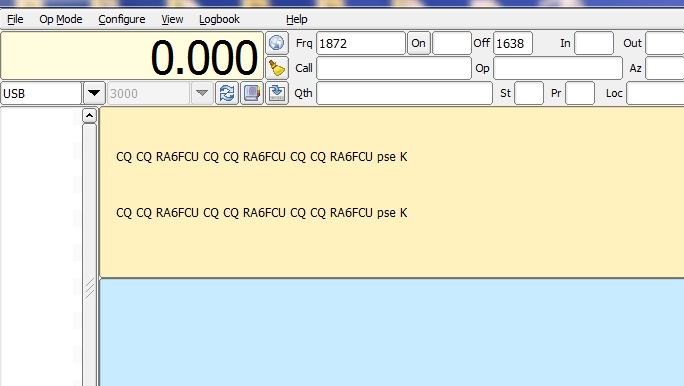 File Op Mode Configure View Logbook Help
0.000
Frq 1872 On Off 1638 In Out
Call Op Az
USB 3000 Qth St Pr Loc
CQ CQ RA6FCU CQ CQ RA6FCU CQ CQ RA6FCU pse K
CQ CQ RA6FCU CQ CQ RA6FCU CQ CQ RA6FCU pse K